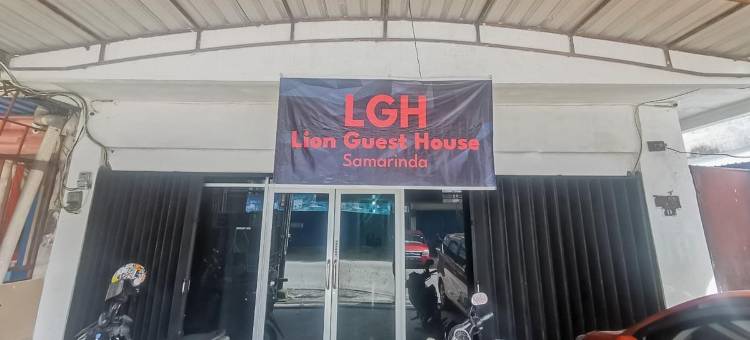 LGH
Lion Guest House
Samarinda